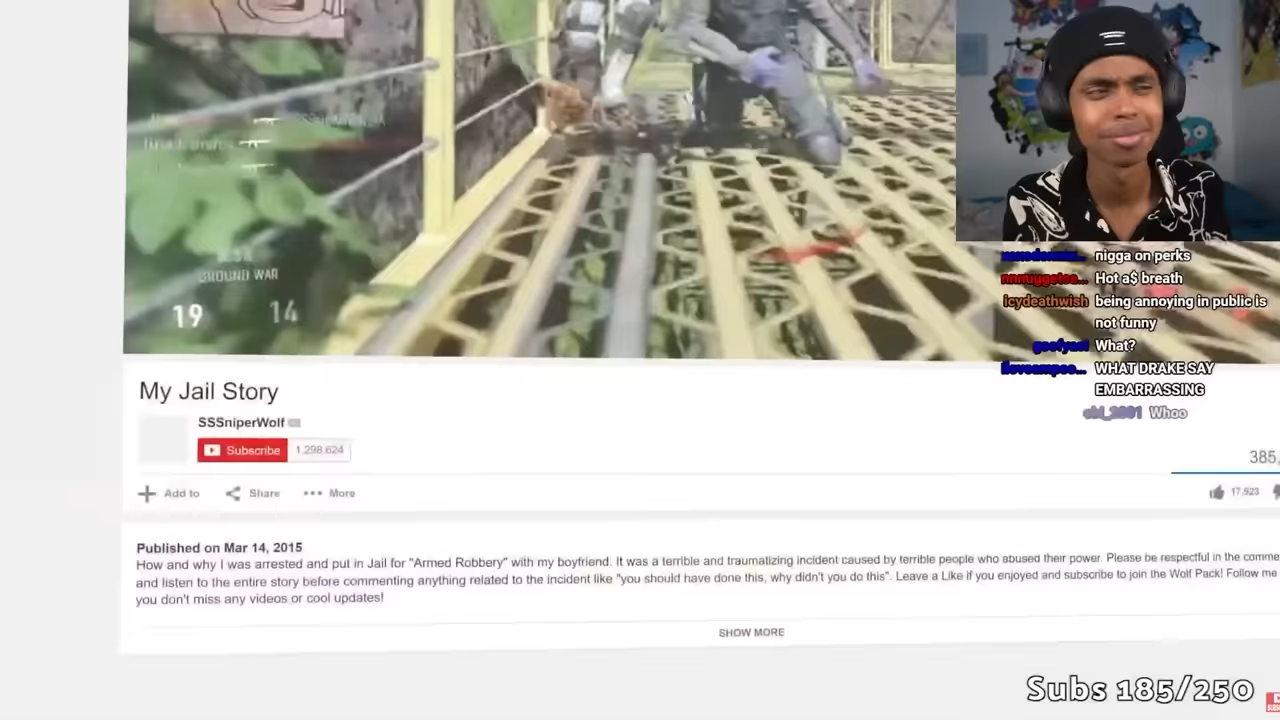 GROUND WAR
19 14
nigga on perks
Hot a$ breath
icydeathwish being annoying in public is
not funny
What?
WHAT DRAKE SAY
EMBARRASSING
Whoo
My Jail Story
SSSniperWolf
Subscribe 1,298,624
385,
Add to Share More
17,923
Published on Mar 14, 2015
How and why I was arrested and put in Jail for "Armed Robbery" with my boyfriend. It was a terrible and traumatizing incident caused by terrible people who abused their power. Please be respectful in the comme
and listen to the entire story before commenting anything related to the incident like "you should have done this, why didn't you do this". Leave a Like if you enjoyed and subscribe to join the Wolf Pack! Follow me
you don't miss any videos or cool updates!
SHOW MORE
Subs 185/250